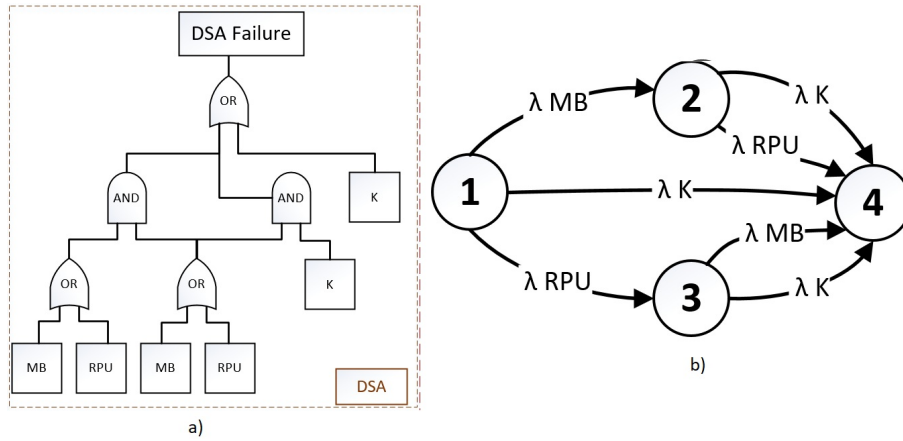 DSA Failure
OR
AND
AND
K
OR
OR
K
MB
RPU
MB
RPU
DSA
a)
1
2
3
4
λ MB
λ K
λ RPU
λ K
λ RPU
λ MB
λ K
b)